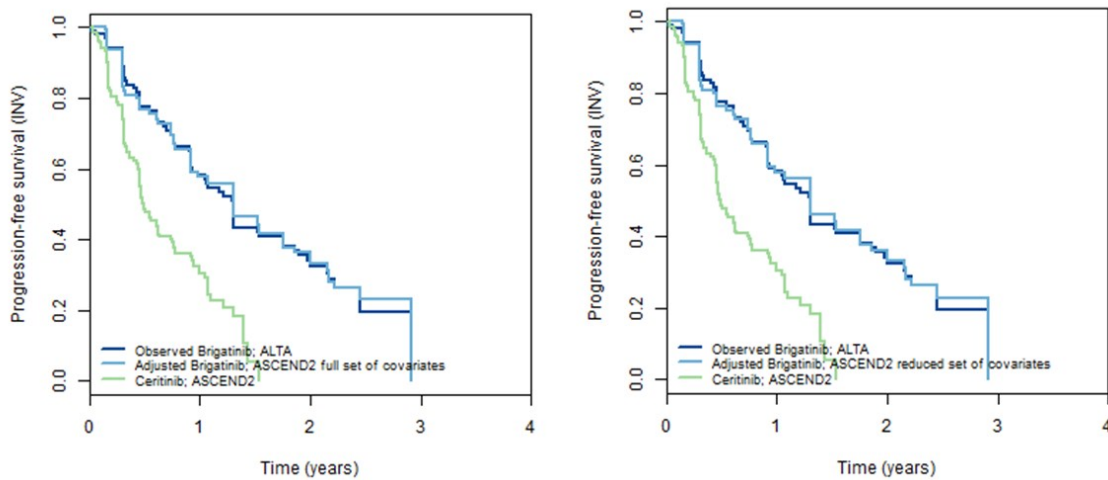 Progression-free survival (INV)
1.0
0.8
0.6
0.4
0.2
0.0
Observed Brigatinib; ALTA
Adjusted Brigatinib; ASCEND2 full set of covariates
Ceritinib; ASCEND2
0 1 2 3 4
Time (years)
Progression-free survival (INV)
1.0
0.8
0.6
0.4
0.2
0.0
Observed Brigatinib; ALTA
Adjusted Brigatinib; ASCEND2 reduced set of covariates
Ceritinib; ASCEND2
0 1 2 3 4
Time (years)